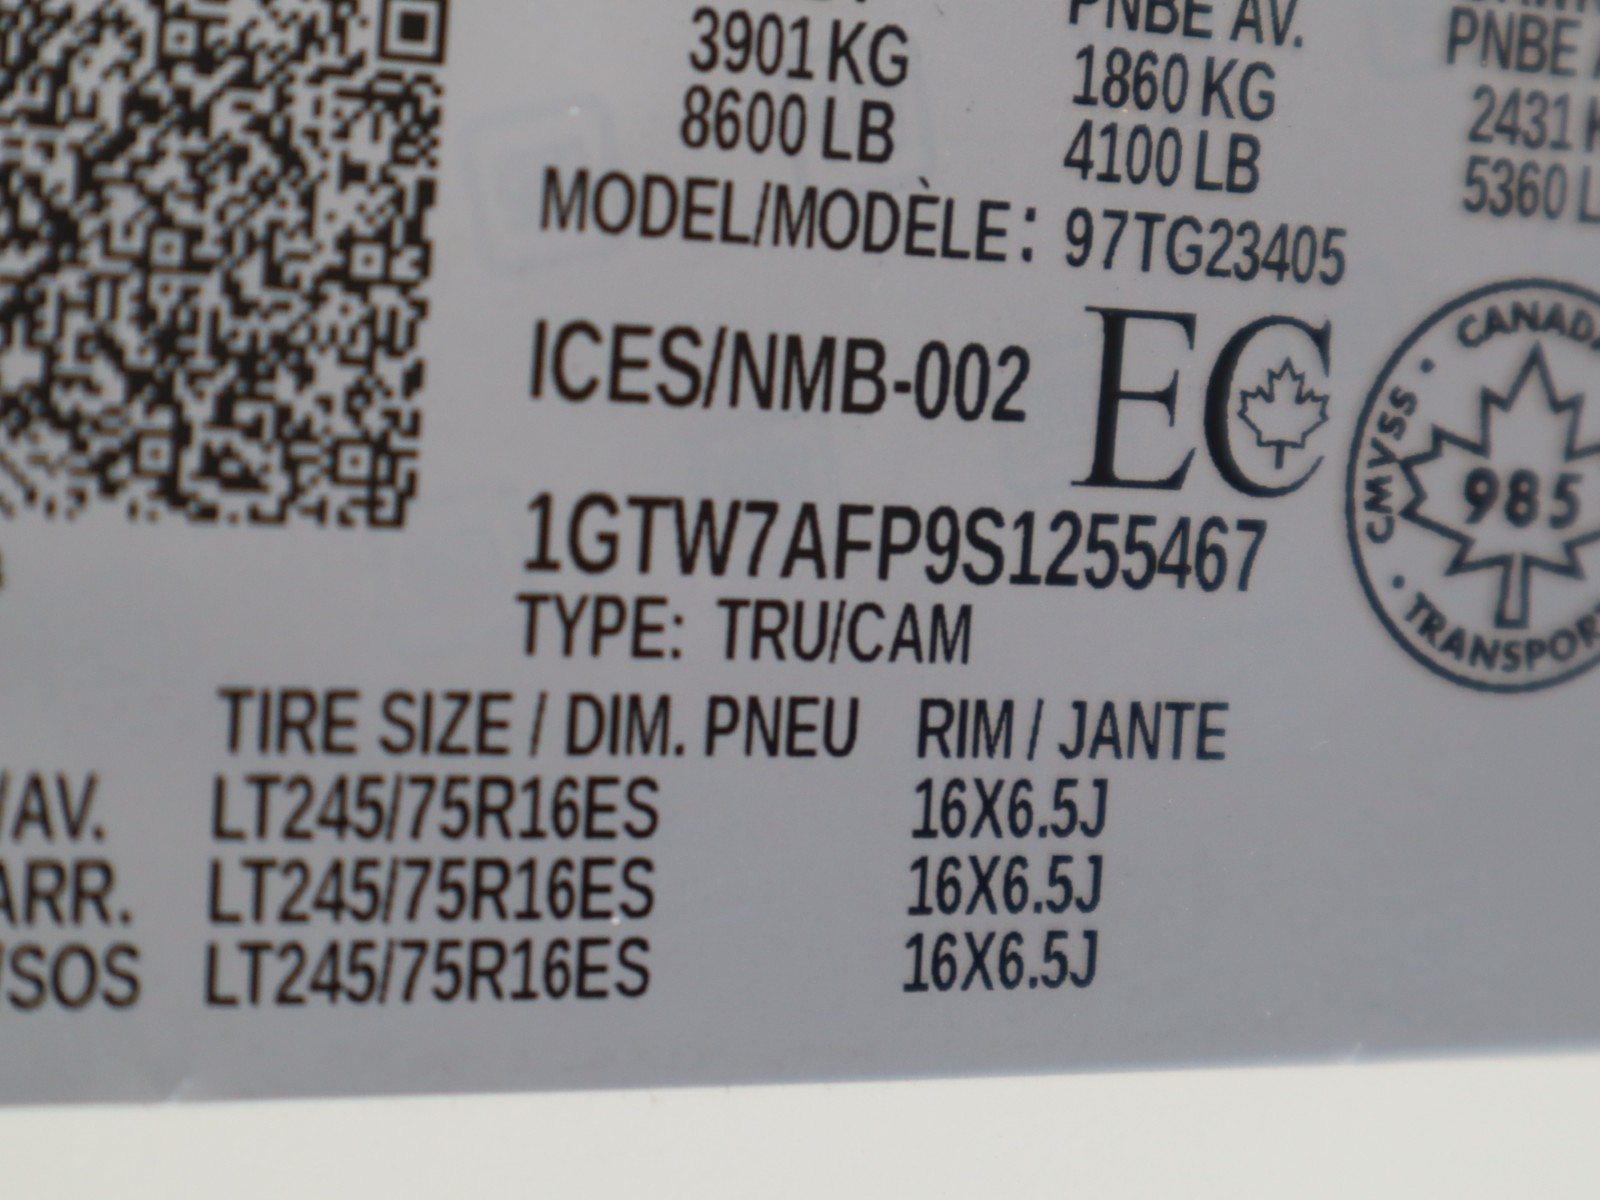 3901 KG
8600 LB
PNBE AV.
1860 KG
4100 LB
PNBE
2431
5360
MODEL/MODÈLE: 97TG23405
ICES/NMB-002 EC
CANADA
CMVSS
985
TRANSPORT
1GTW7AFP9S1255467
TYPE: TRU/CAM
TIRE SIZE / DIM. PNEU RIM / JANTE
/AV. LT245/75R16ES 16X6.5J
ARR. LT245/75R16ES 16X6.5J
/SOS LT245/75R16ES 16X6.5J